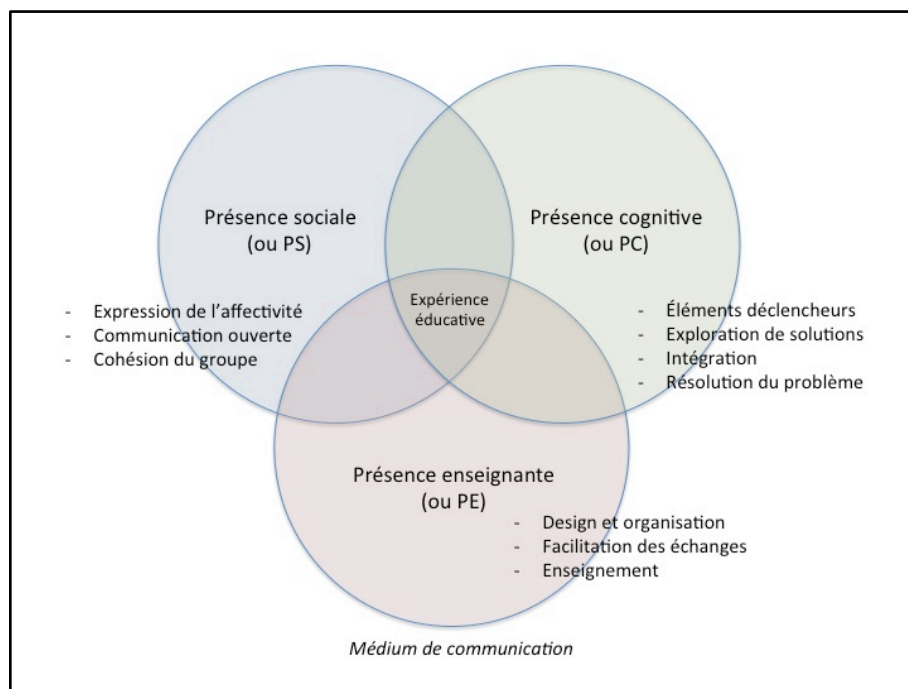 Présence sociale
(ou PS)
- Expression de l’affectivité
- Communication ouverte
- Cohésion du groupe
Présence cognitive
(ou PC)
- Éléments déclencheurs
- Exploration de solutions
- Intégration
- Résolution du problème
Expérience
éducative
Présence enseignante
(ou PE)
- Design et organisation
- Facilitation des échanges
- Enseignement
Médium de communication